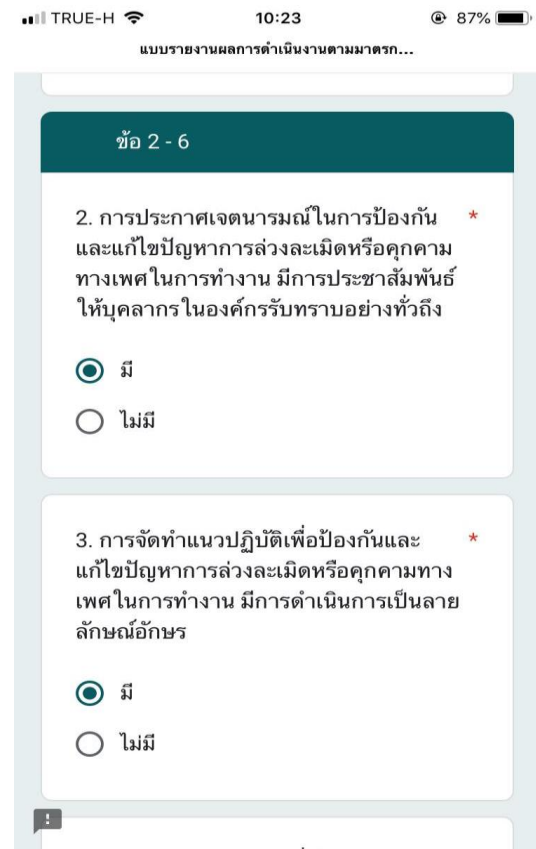 TRUE-H 10:23 87%
แบบรายงานผลการดำเนินงานตามมาตรก...
ข้อ 2 - 6
2. การประกาศเจตนารมณ์ในการป้องกัน *
และแก้ไขปัญหาการล่วงละเมิดหรือคุกคาม
ทางเพศในการทำงาน มีการประชาสัมพันธ์
ให้บุคลากรในองค์กรรับทราบอย่างทั่วถึง
มี
ไม่มี
3. การจัดทำแนวปฏิบัติเพื่อป้องกันและ *
แก้ไขปัญหาการล่วงละเมิดหรือคุกคามทาง
เพศในการทำงาน มีการดำเนินการเป็นลาย
ลักษณ์อักษร
มี
ไม่มี